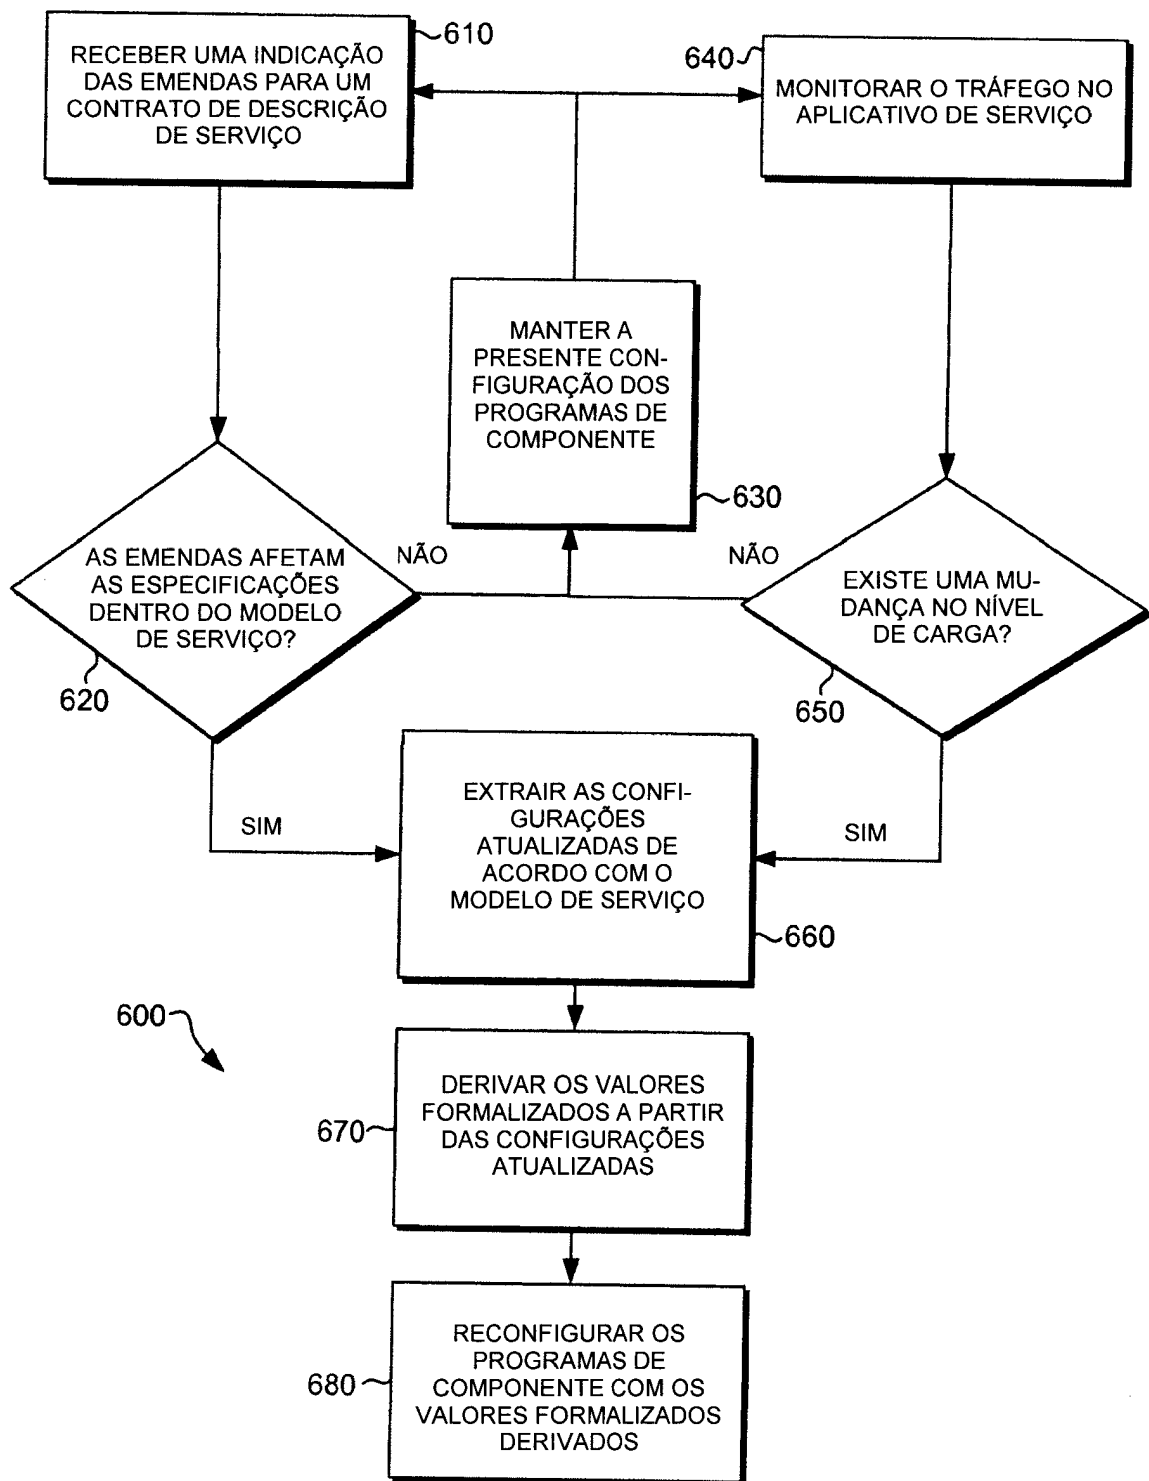 610
RECEBER UMA INDICAÇÃO
DAS EMENDAS PARA UM
CONTRATO DE DESCRIÇÃO
DE SERVIÇO
640
MONITORAR O TRÁFEGO NO
APLICATIVO DE SERVIÇO
MANTER A
PRESENTE CON-
FIGURAÇÃO DOS
PROGRAMAS DE
COMPONENTE
630
NÃO
NÃO
AS EMENDAS AFETAM
AS ESPECIFICAÇÕES
DENTRO DO MODELO
DE SERVIÇO?
620
EXISTE UMA MU-
DANÇA NO NÍVEL
DE CARGA?
650
SIM
SIM
EXTRAIR AS CONFI-
GURAÇÕES
ATUALIZADAS DE
ACORDO COM O
MODELO DE SERVIÇO
660
600
DERIVAR OS VALORES
FORMALIZADOS A PARTIR
DAS CONFIGURAÇÕES
ATUALIZADAS
670
RECONFIGURAR OS
PROGRAMAS DE
COMPONENTE COM OS
VALORES FORMALIZADOS
DERIVADOS
680